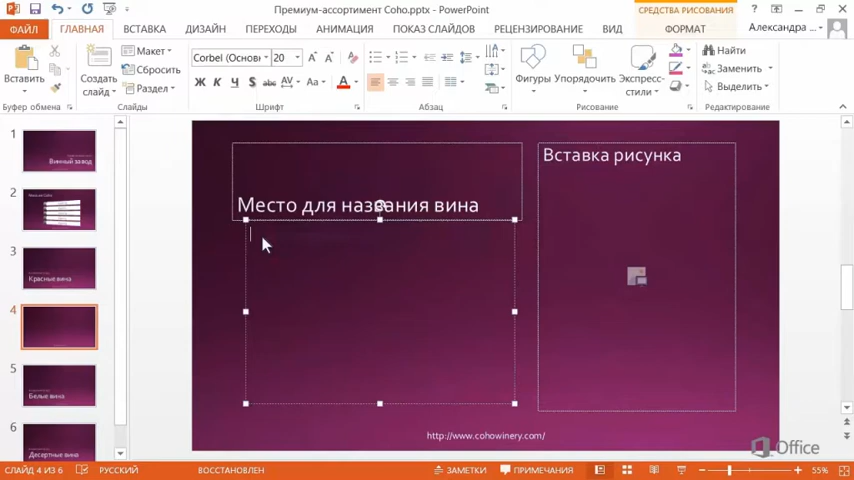 Премиум-ассортимент Coho.pptx - PowerPoint
СРЕДСТВА РИСОВАНИЯ
ФАЙЛ ГЛАВНАЯ ВСТАВКА ДИЗАЙН ПЕРЕХОДЫ АНИМАЦИЯ ПОКАЗ СЛАЙДОВ РЕЦЕНЗИРОВАНИЕ ВИД ФОРМАТ
Александра ...
Вставить
Создать слайд
Макет
Сбросить
Раздел
Corbel (Основн 20
Ж К Ч S abc AV Aa A
Фигуры
Упорядочить
Экспресс-стили
Найти
Заменить
Выделить
Буфер обмена Слайды Шрифт Абзац Рисование Редактирование
1
Винный завод
2
3
Красные вина
4
5
Белые вина
6
Десертные вина
Место для названия вина
Вставка рисунка
http://www.cohowinery.com/
Office
СЛАЙД 4 ИЗ 6 РУССКИЙ ВОССТАНОВЛЕН ЗАМЕТКИ ПРИМЕЧАНИЯ 55%